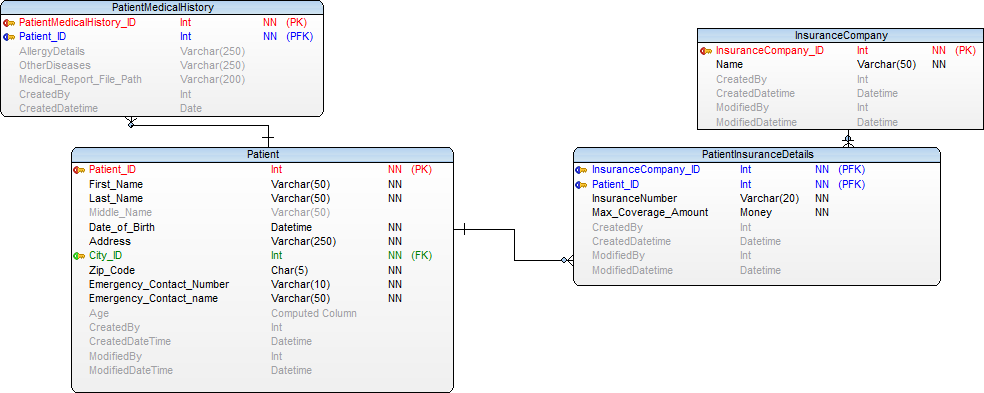 PatientMedicalHistory
PatientMedicalHistory_ID Int NN (PK)
Patient_ID Int NN (PFK)
AllergyDetails Varchar(250)
OtherDiseases Varchar(250)
Medical_Report_File_Path Varchar(200)
CreatedBy Int
CreatedDatetime Date
InsuranceCompany
InsuranceCompany_ID Int NN (PK)
Name Varchar(50) NN
CreatedBy Int
CreatedDatetime Datetime
ModifiedBy Int
ModifiedDatetime Datetime
Patient
Patient_ID Int NN (PK)
First_Name Varchar(50) NN
Last_Name Varchar(50) NN
Middle_Name Varchar(50)
Date_of_Birth Datetime NN
Address Varchar(250) NN
City_ID Int NN (FK)
Zip_Code Char(5) NN
Emergency_Contact_Number Varchar(10) NN
Emergency_Contact_name Varchar(50) NN
Age Computed Column
CreatedBy Int
CreatedDateTime Datetime
ModifiedBy Int
ModifiedDateTime Datetime
PatientInsuranceDetails
InsuranceCompany_ID Int NN (PFK)
Patient_ID Int NN (PFK)
InsuranceNumber Varchar(20) NN
Max_Coverage_Amount Money NN
CreatedBy Int
CreatedDatetime Datetime
ModifiedBy Int
ModifiedDatetime Datetime